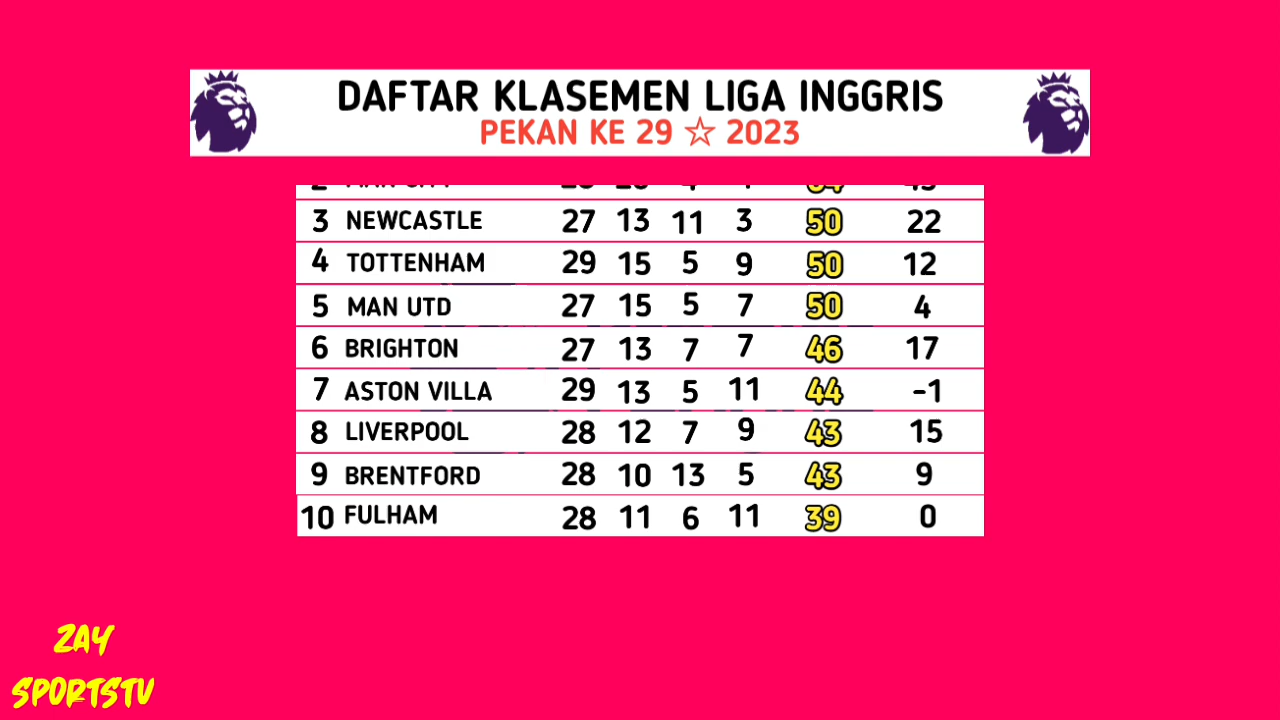 DAFTAR KLASEMEN LIGA INGGRIS
PEKAN KE 29 ☆ 2023
3 NEWCASTLE 27 13 11 3 50 22
4 TOTTENHAM 29 15 5 9 50 12
5 MAN UTD 27 15 5 7 50 4
6 BRIGHTON 27 13 7 7 46 17
7 ASTON VILLA 29 13 5 11 44 -1
8 LIVERPOOL 28 12 7 9 43 15
9 BRENTFORD 28 10 13 5 43 9
10 FULHAM 28 11 6 11 39 0
ZAY
SPORTSTV